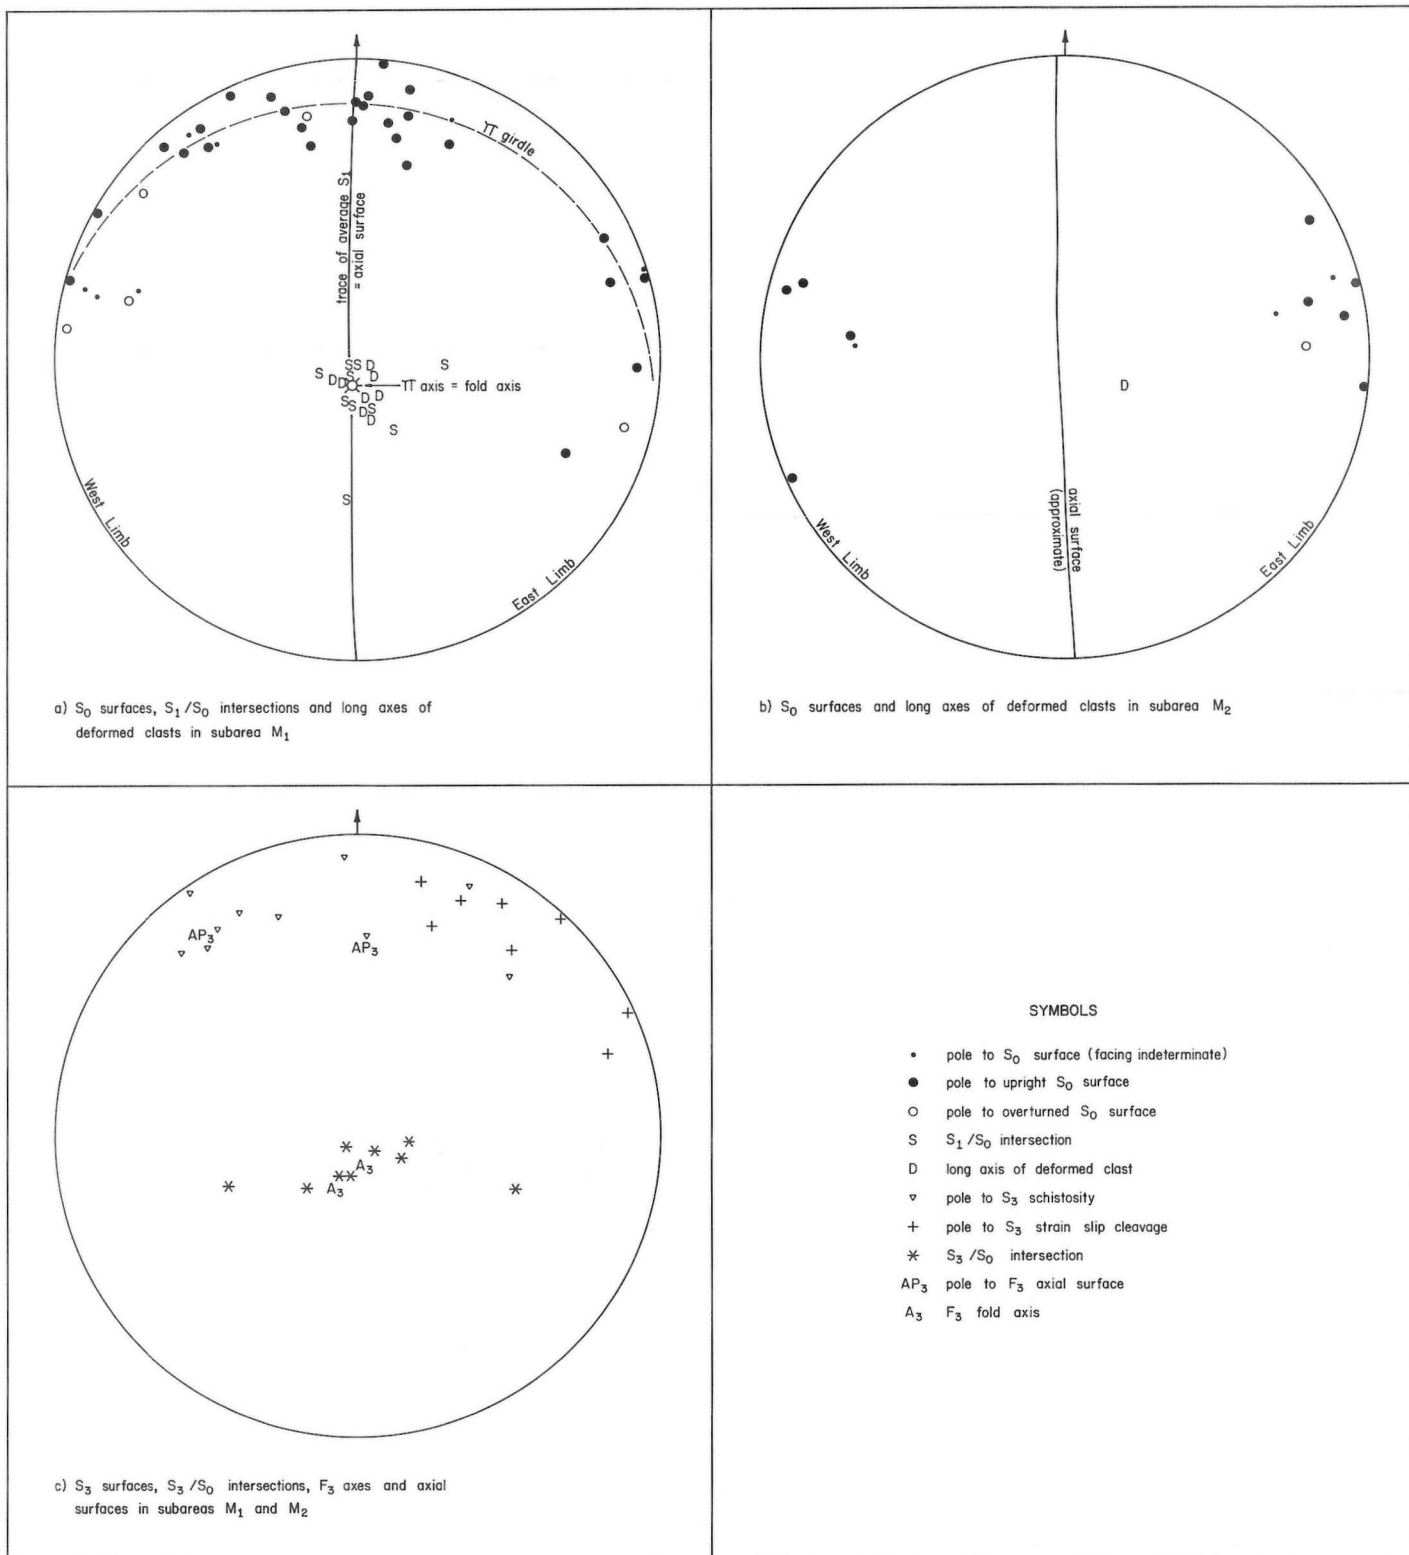 π girdle
trace of average S₁
= axial surface
S S D
S
S
D
S
D D
π axis = fold axis
D
D
S
S
D S
D
S
S
West Limb
East Limb
a) S₀ surfaces, S₁/S₀ intersections and long axes of
deformed clasts in subarea M₁
D
axial surface
(approximate)
West Limb
East Limb
b) S₀ surfaces and long axes of deformed clasts in subarea M₂
AP₃
AP₃
A₃
A₃
c) S₃ surfaces, S₃/S₀ intersections, F₃ axes and axial
surfaces in subareas M₁ and M₂
SYMBOLS
pole to S₀ surface (facing indeterminate)
pole to upright S₀ surface
pole to overturned S₀ surface
S S₁/S₀ intersection
D long axis of deformed clast
pole to S₃ schistosity
+ pole to S₃ strain slip cleavage
* S₃/S₀ intersection
AP₃ pole to F₃ axial surface
A₃ F₃ fold axis